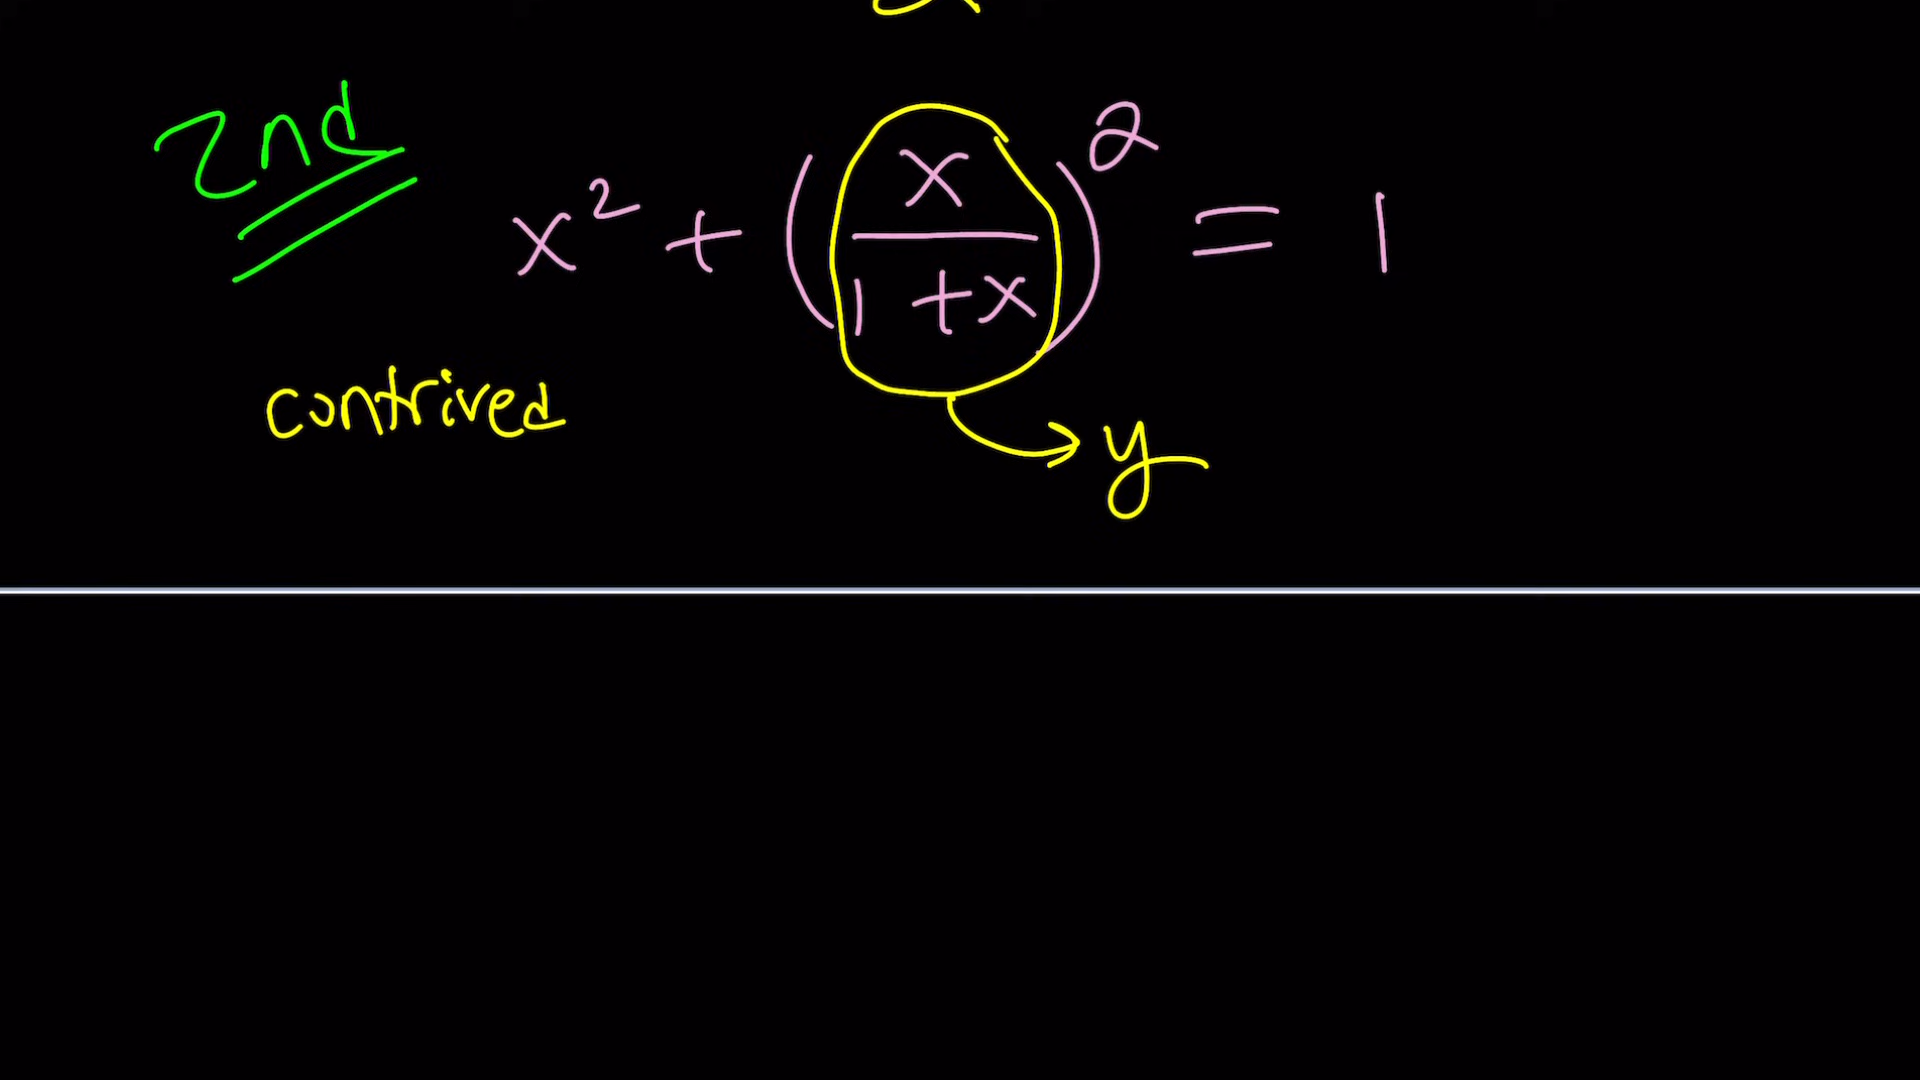 2nd
x² + (x/(1+x))² = 1
contrived
y